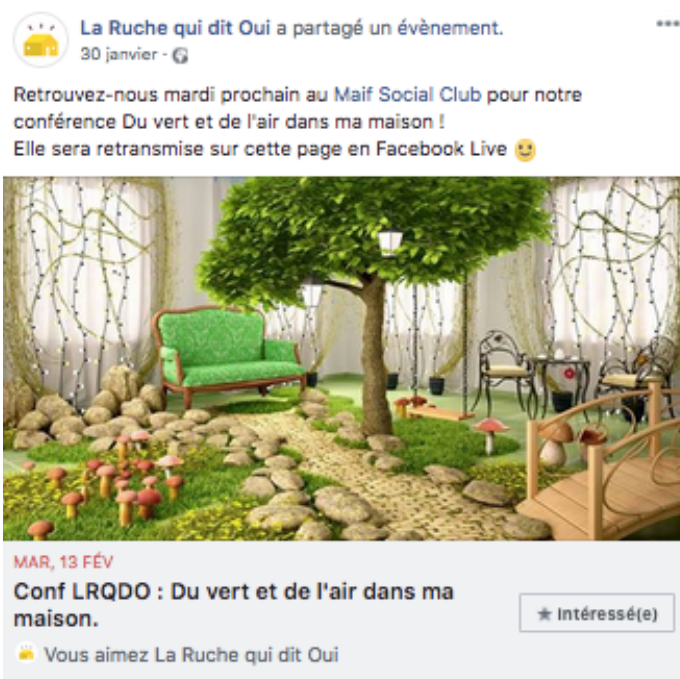 La Ruche qui dit Oui a partagé un évènement.
30 janvier ·
Retrouvez-nous mardi prochain au Maif Social Club pour notre
conférence Du vert et de l'air dans ma maison !
Elle sera retransmise sur cette page en Facebook Live
MAR, 13 FÉV
Conf LRQDO : Du vert et de l'air dans ma
maison.
Intéressé(e)
Vous aimez La Ruche qui dit Oui